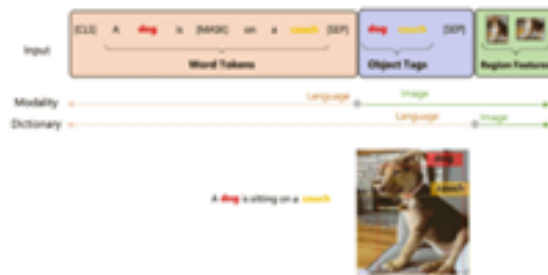 [CLS] A dog is [MASK] on a couch [SEP] dog couch [SEP]
Input
Word Tokens Object Tags Region Features
Modality Language Image
Dictionary Language Image
dog
couch
A dog is sitting on a couch